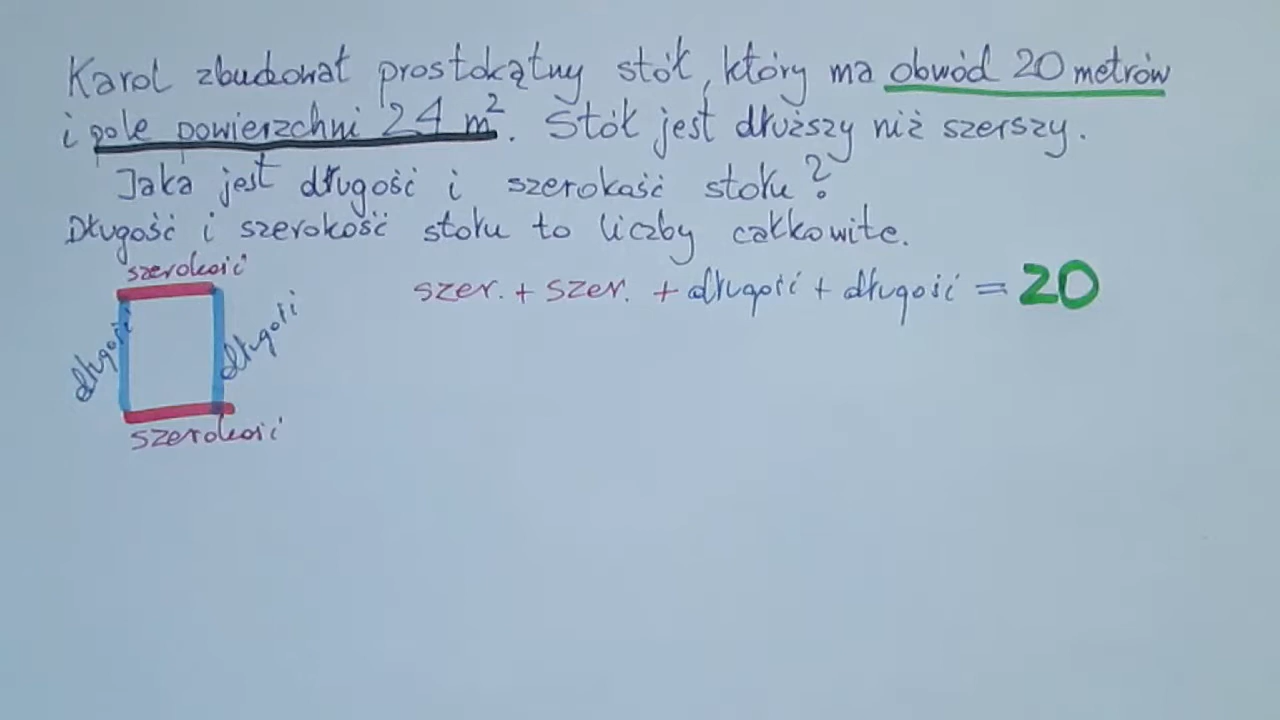 Karol zbudował prostokątny stół, który ma obwód 20 metrów
i pole powierzchni 24 m². Stół jest dłuższy niż szerszy.
Jaka jest długość i szerokość stołu?
Długość i szerokość stołu to liczby całkowite.
szerokość
szer. + szer. + długość + długość = 20
długość
długość
szerokość